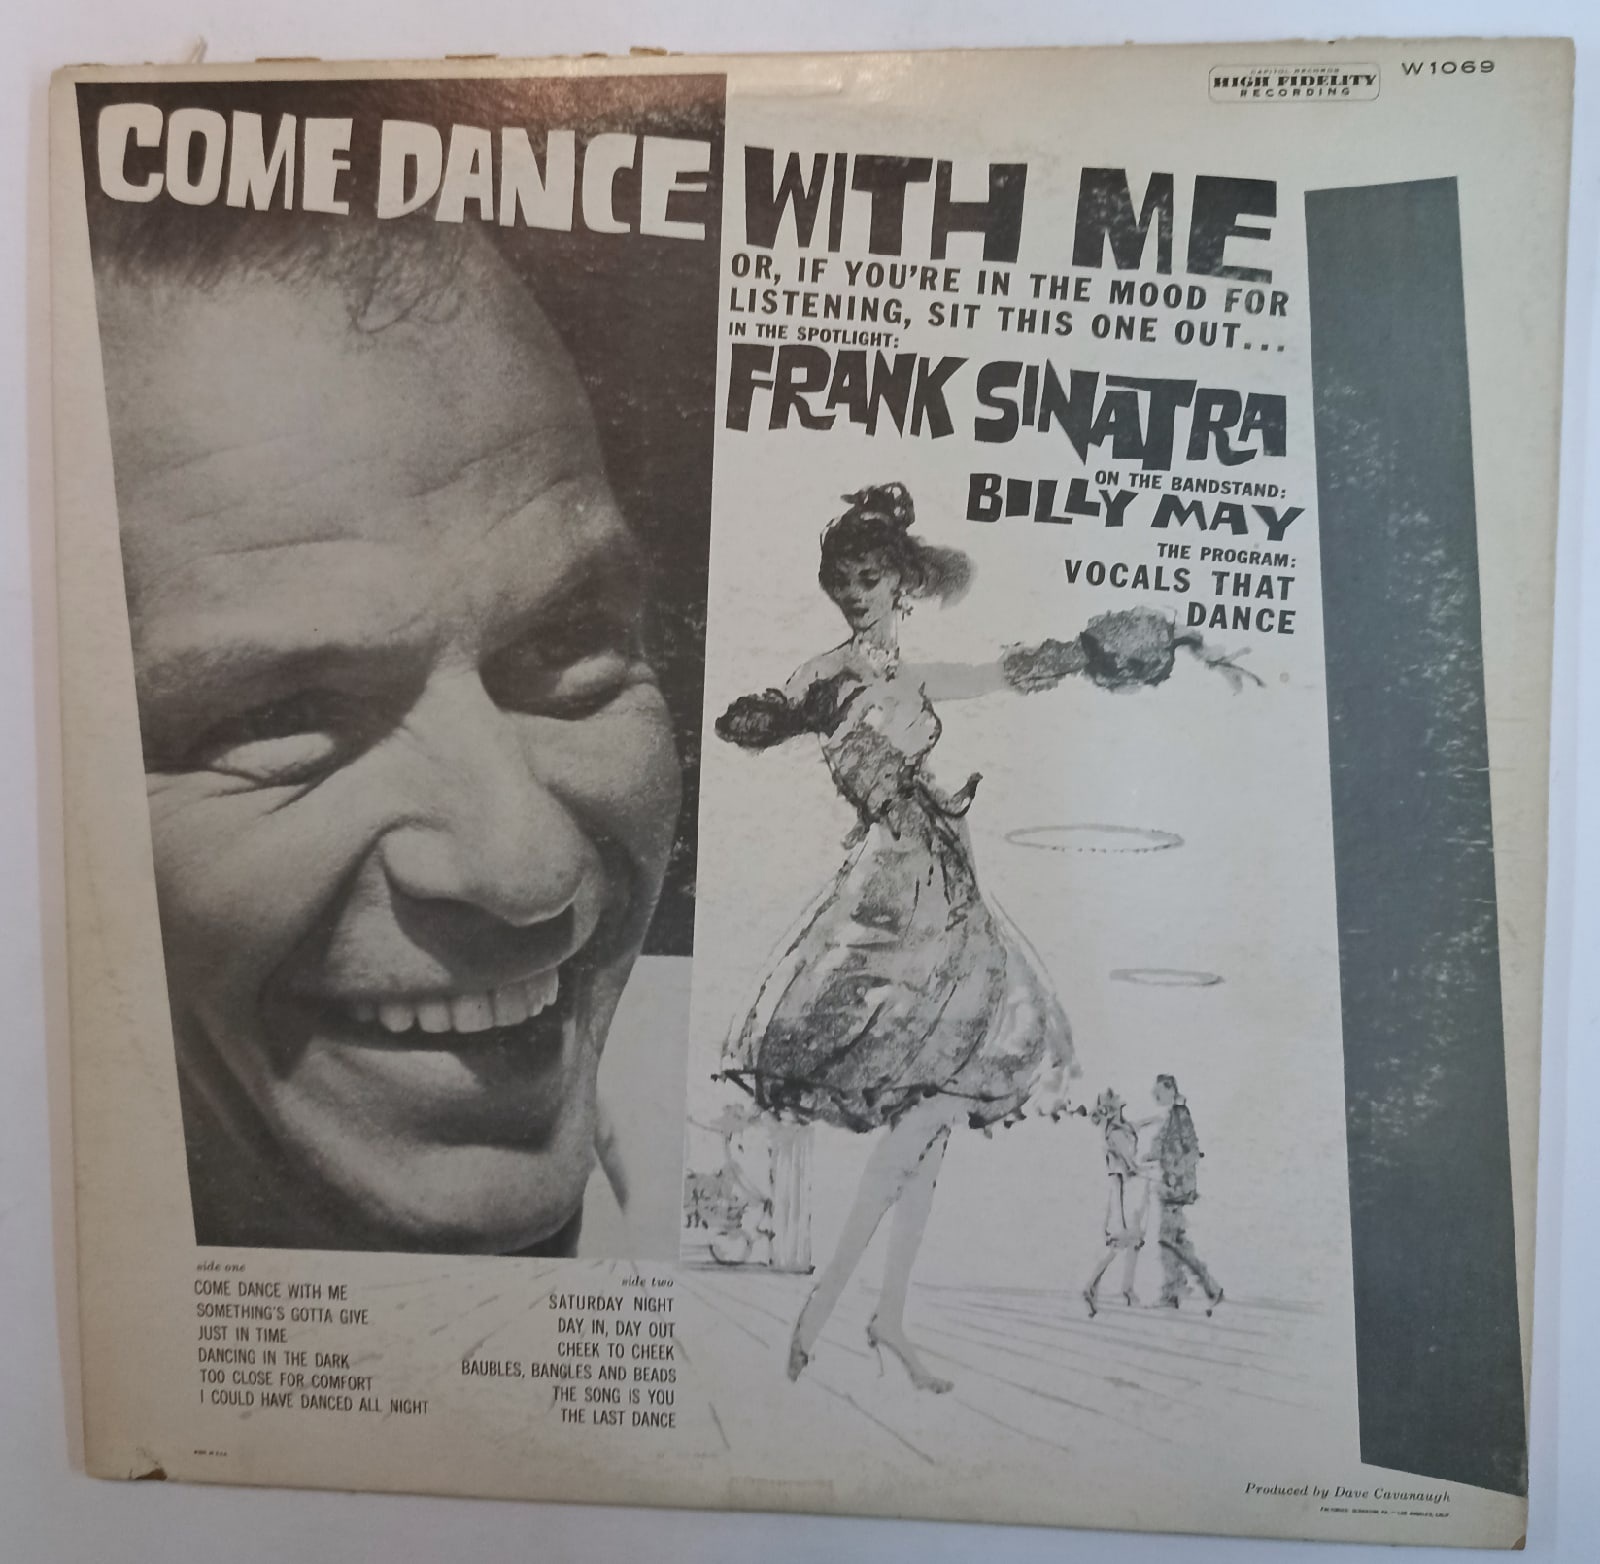 CAPITOL RECORDS
HIGH FIDELITY
RECORDING
W1069
COME DANCE WITH ME
OR, IF YOU'RE IN THE MOOD FOR
LISTENING, SIT THIS ONE OUT...
IN THE SPOTLIGHT:
FRANK SINATRA
ON THE BANDSTAND:
BILLY MAY
THE PROGRAM:
VOCALS THAT
DANCE
side one
COME DANCE WITH ME
SOMETHING'S GOTTA GIVE
JUST IN TIME
DANCING IN THE DARK
TOO CLOSE FOR COMFORT
I COULD HAVE DANCED ALL NIGHT
side two
SATURDAY NIGHT
DAY IN, DAY OUT
CHEEK TO CHEEK
BAUBLES, BANGLES AND BEADS
THE SONG IS YOU
THE LAST DANCE
Produced by Dave Cavanaugh